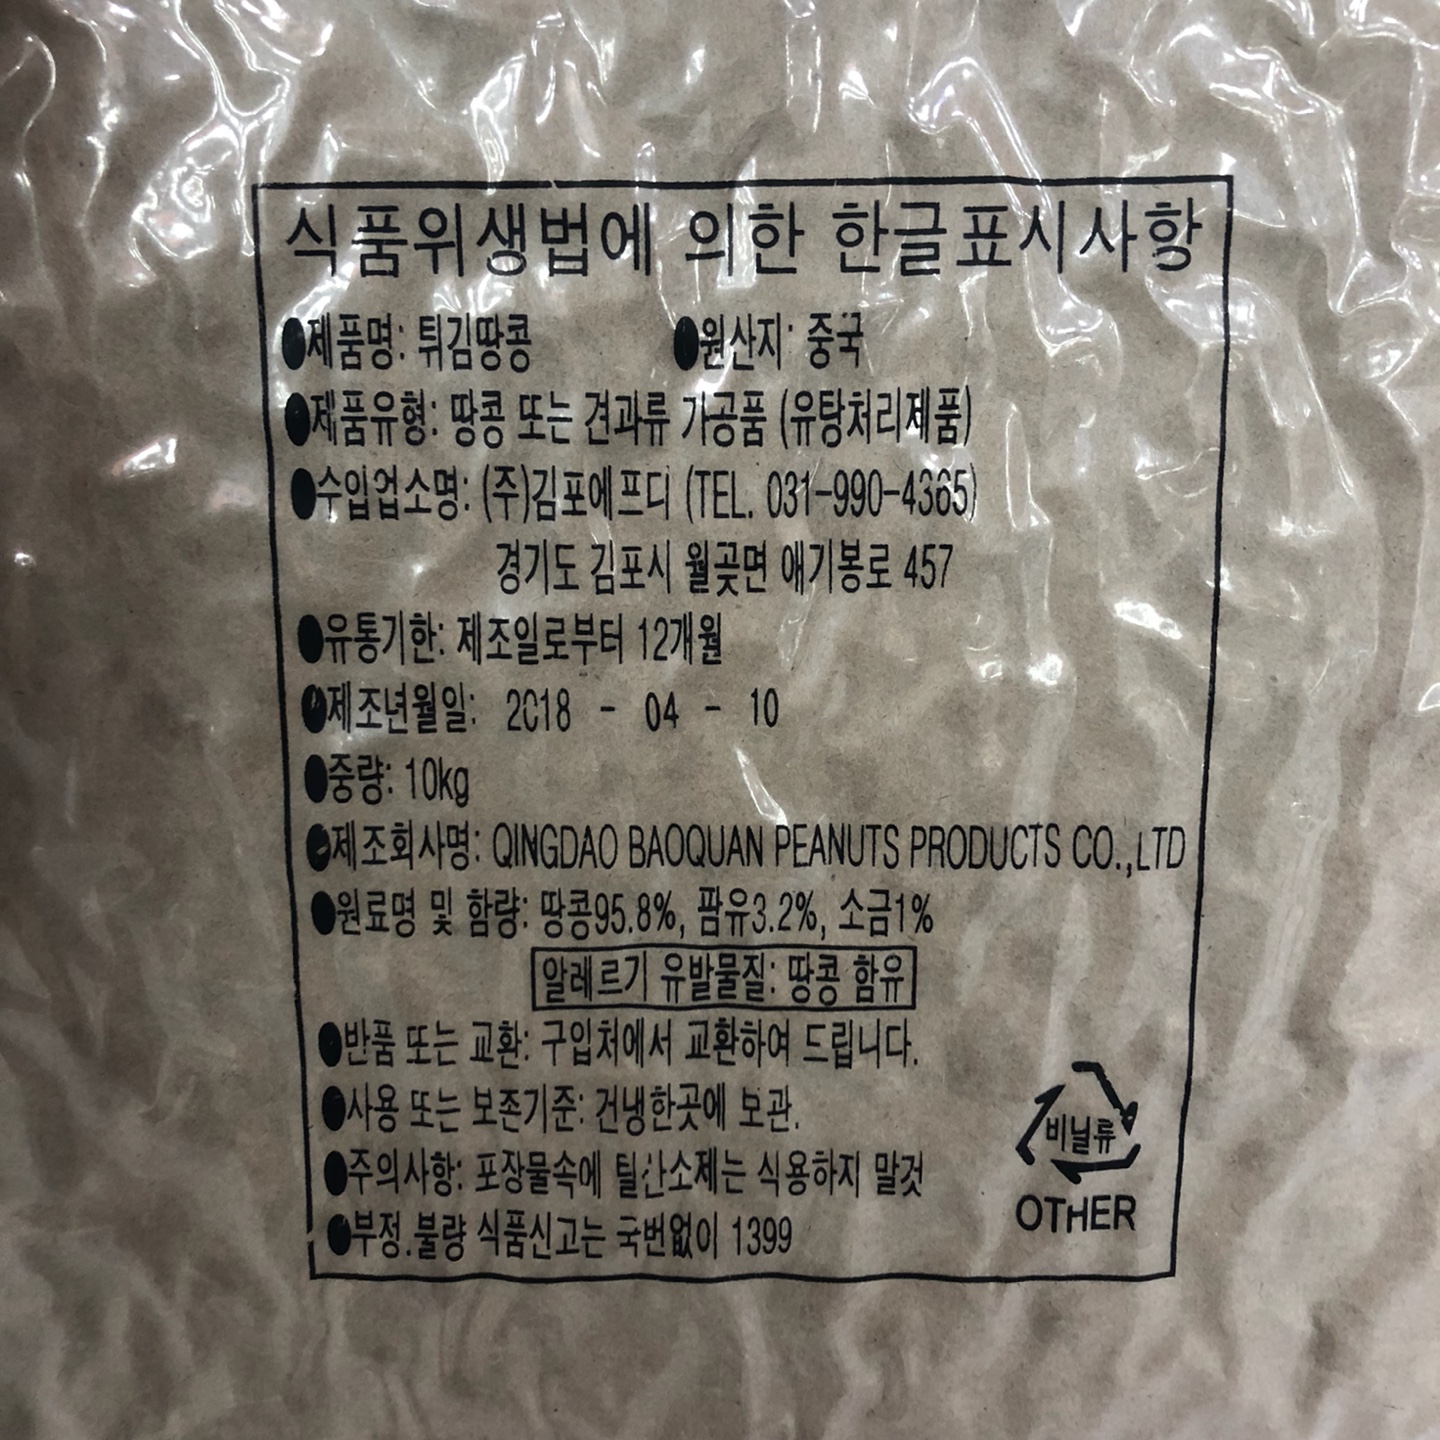 식품위생법에 의한 한글표시사항
●제품명: 튀김땅콩 ●원산지: 중국
●제품유형: 땅콩 또는 견과류 가공품 (유탕처리제품)
●수입업소명: (주)김포에프디 (TEL. 031-990-4365)
경기도 김포시 월곶면 애기봉로 457
●유통기한: 제조일로부터 12개월
●제조년월일: 2018 - 04 - 10
●중량: 10kg
●제조회사명: QINGDAO BAOQUAN PEANUTS PRODUCTS CO.,LTD
●원료명 및 함량: 땅콩95.8%, 팜유3.2%, 소금1%
알레르기 유발물질: 땅콩 함유
●반품 또는 교환: 구입처에서 교환하여 드립니다.
●사용 또는 보존기준: 건냉한곳에 보관.
●주의사항: 포장물속에 탈산소제는 식용하지 말것
●부정.불량 식품신고는 국번없이 1399
비닐류
OTHER